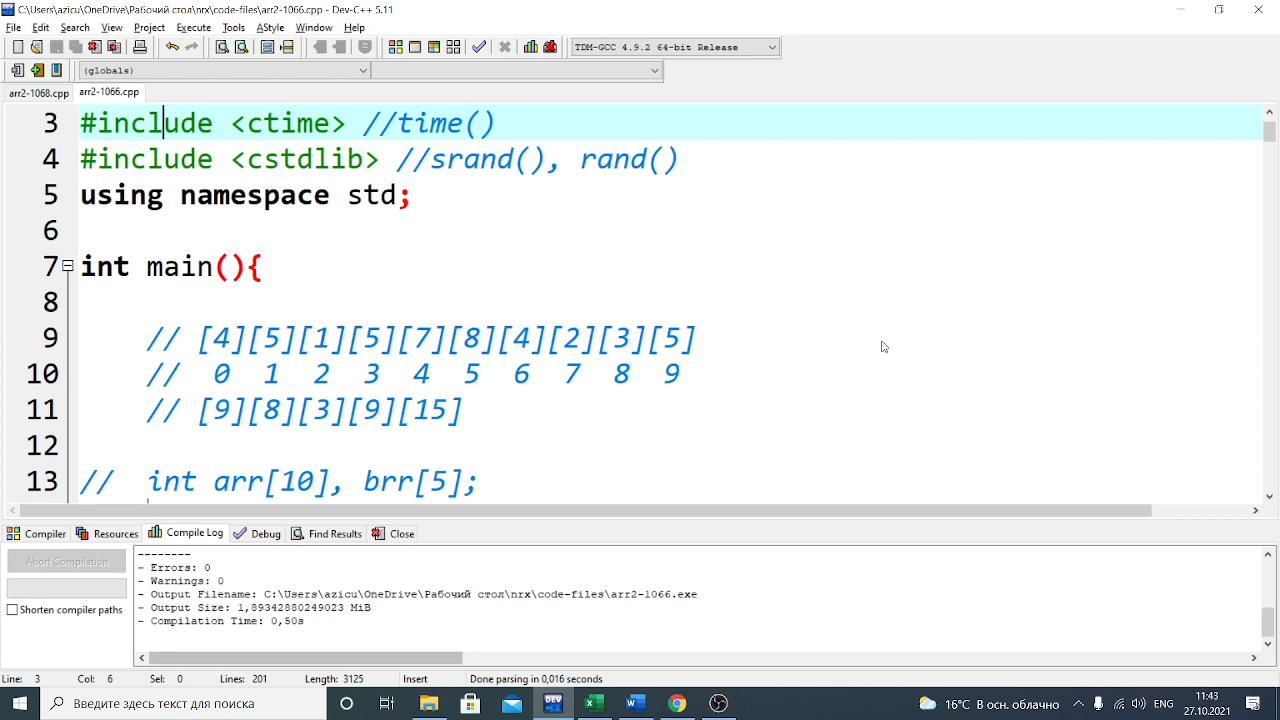 C:\Users\azicu\OneDrive\Рабочий стол\nrx\code-files\arr2-1066.cpp - Dev-C++ 5.11
File Edit Search View Project Execute Tools AStyle Window Help
TDM-GCC 4.9.2 64-bit Release
(globals)
arr2-1068.cpp arr2-1066.cpp
3 #include <ctime> //time()
4 #include <cstdlib> //srand(), rand()
5 using namespace std;
6
7 int main(){
8
9 // [4][5][1][5][7][8][4][2][3][5]
10 // 0 1 2 3 4 5 6 7 8 9
11 // [9][8][3][9][15]
12
13 // int arr[10], brr[5];
Compiler Resources Compile Log Debug Find Results Close
Abort Compilation
Shorten compiler paths
--------
- Errors: 0
- Warnings: 0
- Output Filename: C:\Users\azicu\OneDrive\Рабочий стол\nrx\code-files\arr2-1066.exe
- Output Size: 1,89342880249023 MiB
- Compilation Time: 0,50s
Line: 3 Col: 6 Sel: 0 Lines: 201 Length: 3125 Insert Done parsing in 0,016 seconds
Введите здесь текст для поиска
DEV
16°C В осн. облачно ENG
11:43
27.10.2021